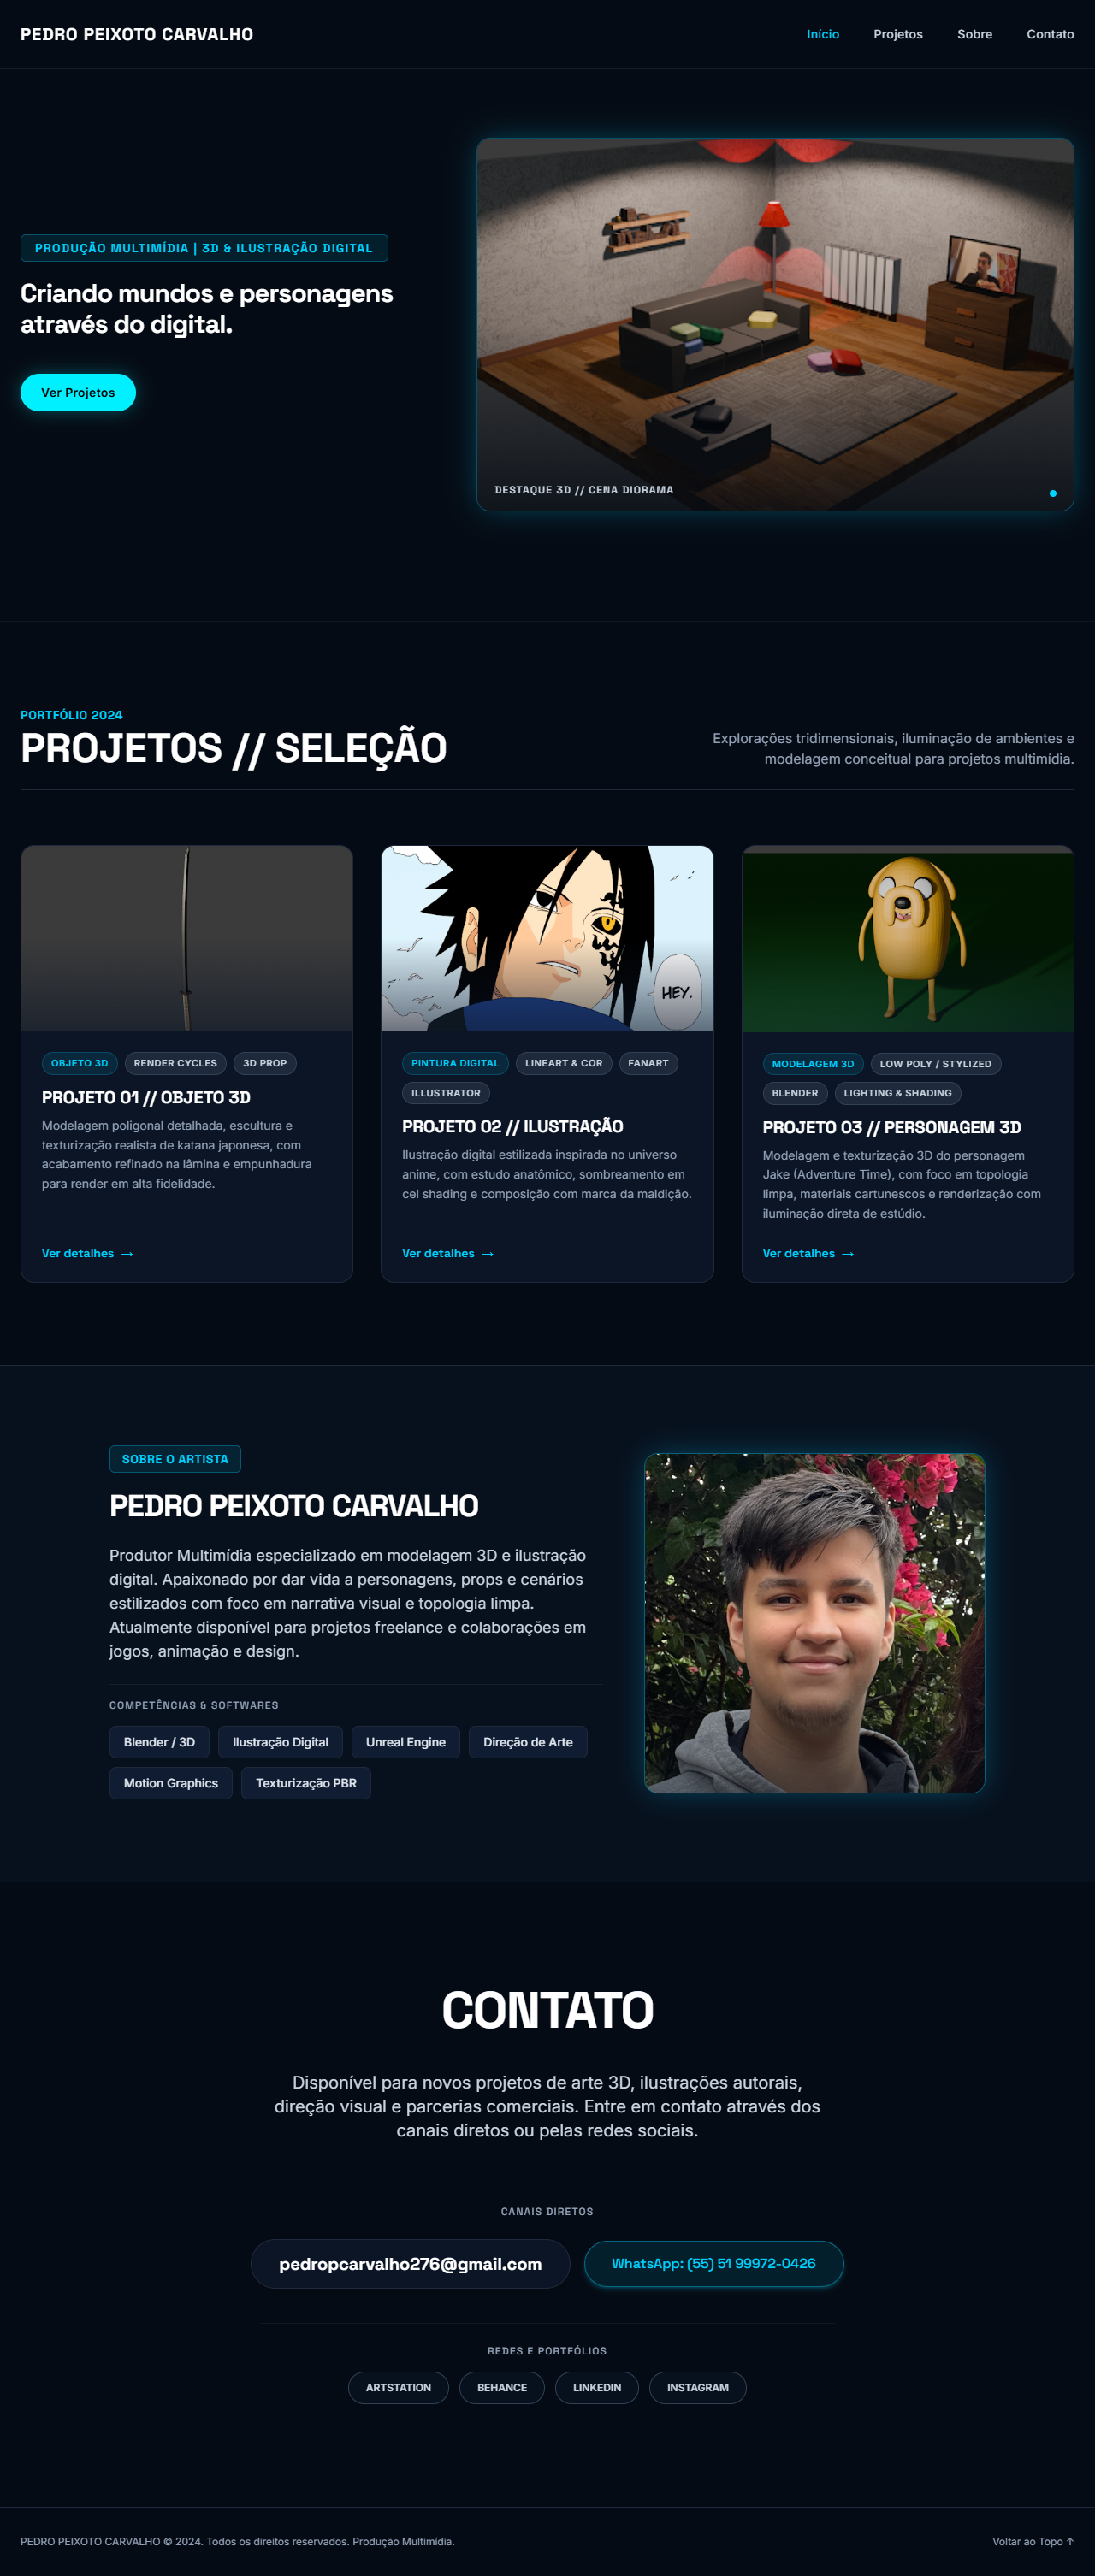 PEDRO PEIXOTO CARVALHO
Início Projetos Sobre Contato
PRODUÇÃO MULTIMÍDIA | 3D & ILUSTRAÇÃO DIGITAL
Criando mundos e personagens
através do digital.
Ver Projetos
DESTAQUE 3D // CENA DIORAMA
PORTFÓLIO 2024
PROJETOS // SELEÇÃO
Explorações tridimensionais, iluminação de ambientes e
modelagem conceitual para projetos multimídia.
OBJETO 3D RENDER CYCLES 3D PROP
PROJETO 01 // OBJETO 3D
Modelagem poligonal detalhada, escultura e
texturização realista de katana japonesa, com
acabamento refinado na lâmina e empunhadura
para render em alta fidelidade.
Ver detalhes →
HEY.
PINTURA DIGITAL LINEART & COR FANART
ILLUSTRATOR
PROJETO 02 // ILUSTRAÇÃO
Ilustração digital estilizada inspirada no universo
anime, com estudo anatômico, sombreamento em
cel shading e composição com marca da maldição.
Ver detalhes →
MODELAGEM 3D LOW POLY / STYLIZED
BLENDER LIGHTING & SHADING
PROJETO 03 // PERSONAGEM 3D
Modelagem e texturização 3D do personagem
Jake (Adventure Time), com foco em topologia
limpa, materiais cartunescos e renderização com
iluminação direta de estúdio.
Ver detalhes →
SOBRE O ARTISTA
PEDRO PEIXOTO CARVALHO
Produtor Multimídia especializado em modelagem 3D e ilustração
digital. Apaixonado por dar vida a personagens, props e cenários
estilizados com foco em narrativa visual e topologia limpa.
Atualmente disponível para projetos freelance e colaborações em
jogos, animação e design.
COMPETÊNCIAS & SOFTWARES
Blender / 3D Ilustração Digital Unreal Engine Direção de Arte
Motion Graphics Texturização PBR
CONTATO
Disponível para novos projetos de arte 3D, ilustrações autorais,
direção visual e parcerias comerciais. Entre em contato através dos
canais diretos ou pelas redes sociais.
CANAIS DIRETOS
pedropcarvalho276@gmail.com WhatsApp: (55) 51 99972-0426
REDES E PORTFÓLIOS
ARTSTATION BEHANCE LINKEDIN INSTAGRAM
PEDRO PEIXOTO CARVALHO © 2024. Todos os direitos reservados. Produção Multimídia.
Voltar ao Topo ↑